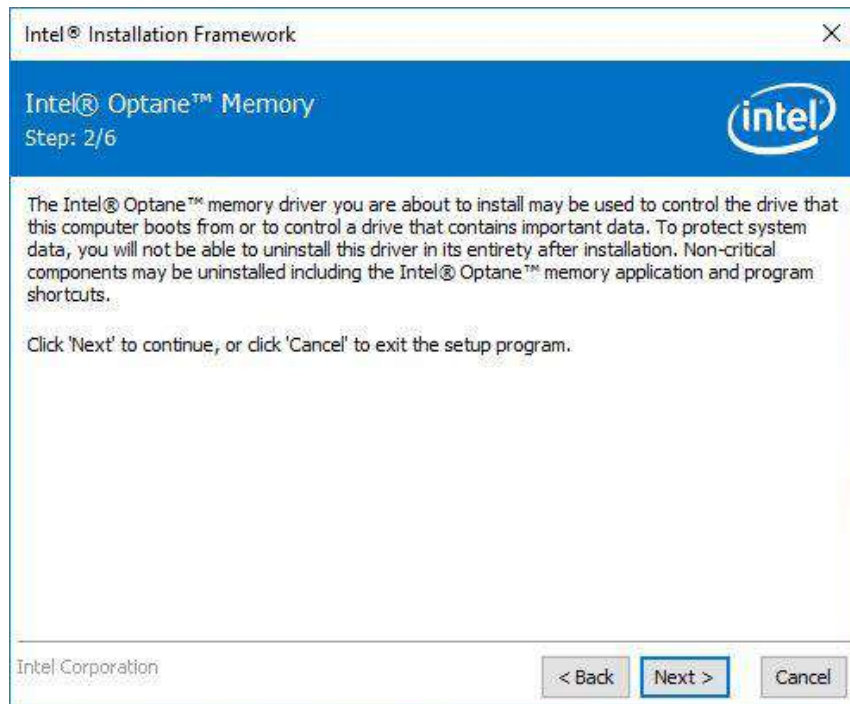 Intel® Installation Framework
Intel® Optane™ Memory
Step: 2/6
intel
The Intel® Optane™ memory driver you are about to install may be used to control the drive that
this computer boots from or to control a drive that contains important data. To protect system
data, you will not be able to uninstall this driver in its entirety after installation. Non-critical
components may be uninstalled including the Intel® Optane™ memory application and program
shortcuts.
Click 'Next' to continue, or click 'Cancel' to exit the setup program.
Intel Corporation
< Back Next > Cancel